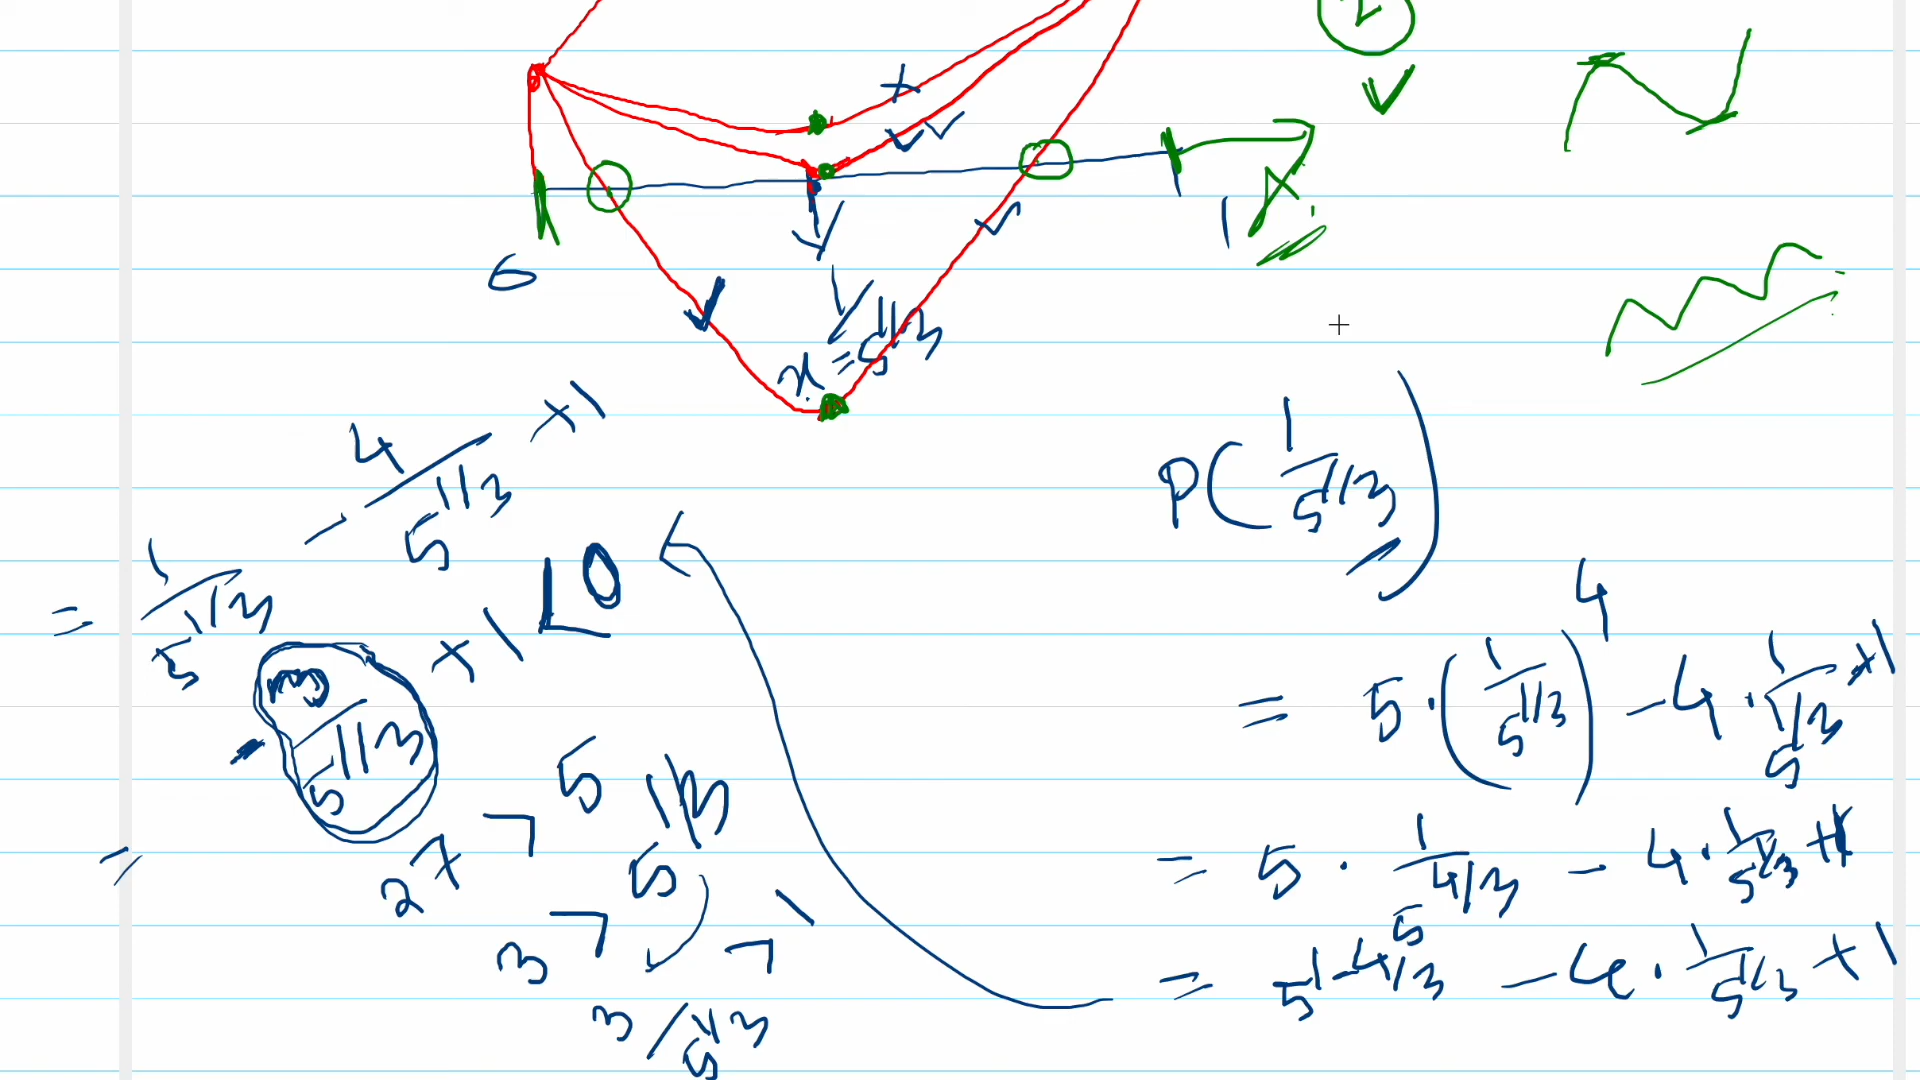 2
0
1
x = 5^{1/3}
P(1/5^{1/3})
= 5 · (1/5^{1/3})^4 - 4 · 1/5^{1/3} + 1
= 5 · 1/5^{4/3} - 4 · 1/5^{1/3} + 1
= 5^{1-4/3} - 4 · 1/5^{1/3} + 1
= 1/5^{1/3} - 4/5^{1/3} + 1
= - 3/5^{1/3} + 1 < 0
27 > 5
3 > 5^{1/3}
3/5^{1/3} > 1